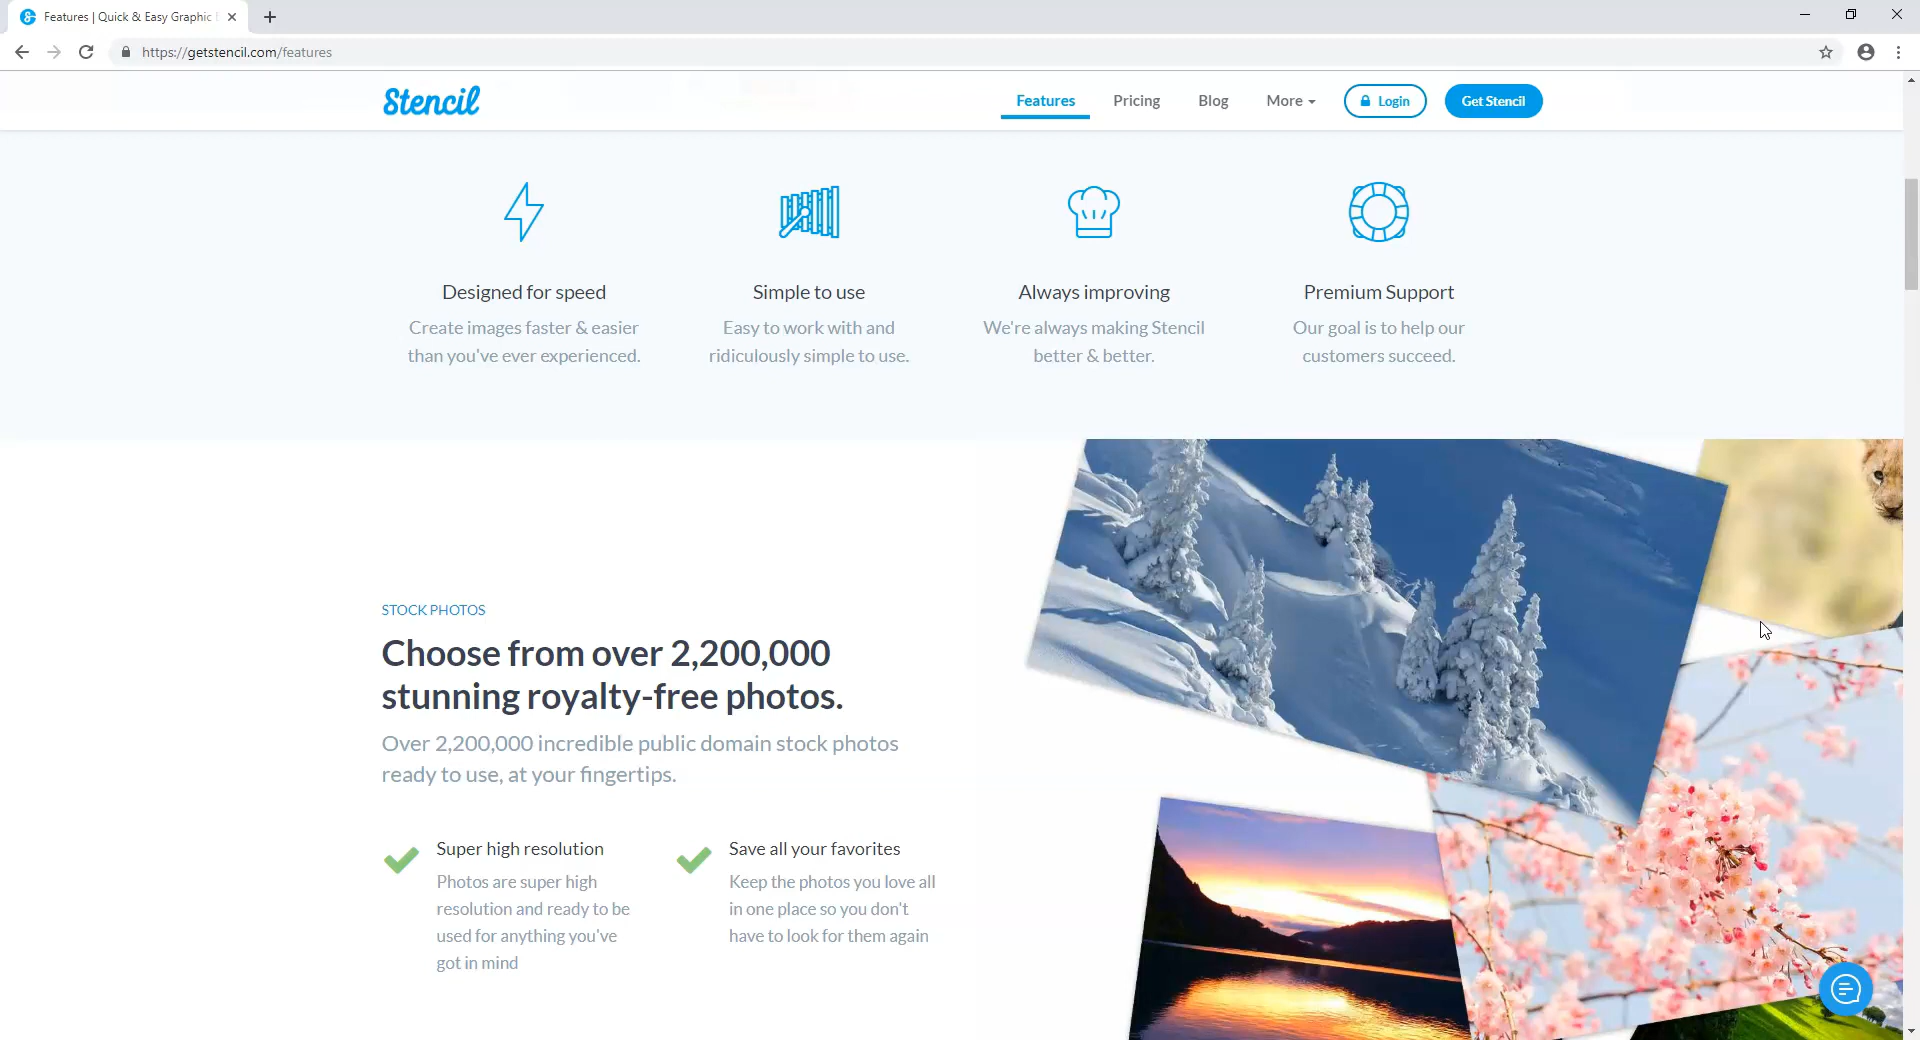 Features | Quick & Easy Graphic
https://getstencil.com/features
Stencil
Features
Pricing
Blog
More
Login
Get Stencil
Designed for speed
Create images faster & easier
than you've ever experienced.
Simple to use
Easy to work with and
ridiculously simple to use.
Always improving
We're always making Stencil
better & better.
Premium Support
Our goal is to help our
customers succeed.
STOCK PHOTOS
Choose from over 2,200,000
stunning royalty-free photos.
Over 2,200,000 incredible public domain stock photos
ready to use, at your fingertips.
Super high resolution
Photos are super high
resolution and ready to be
used for anything you've
got in mind
Save all your favorites
Keep the photos you love all
in one place so you don't
have to look for them again